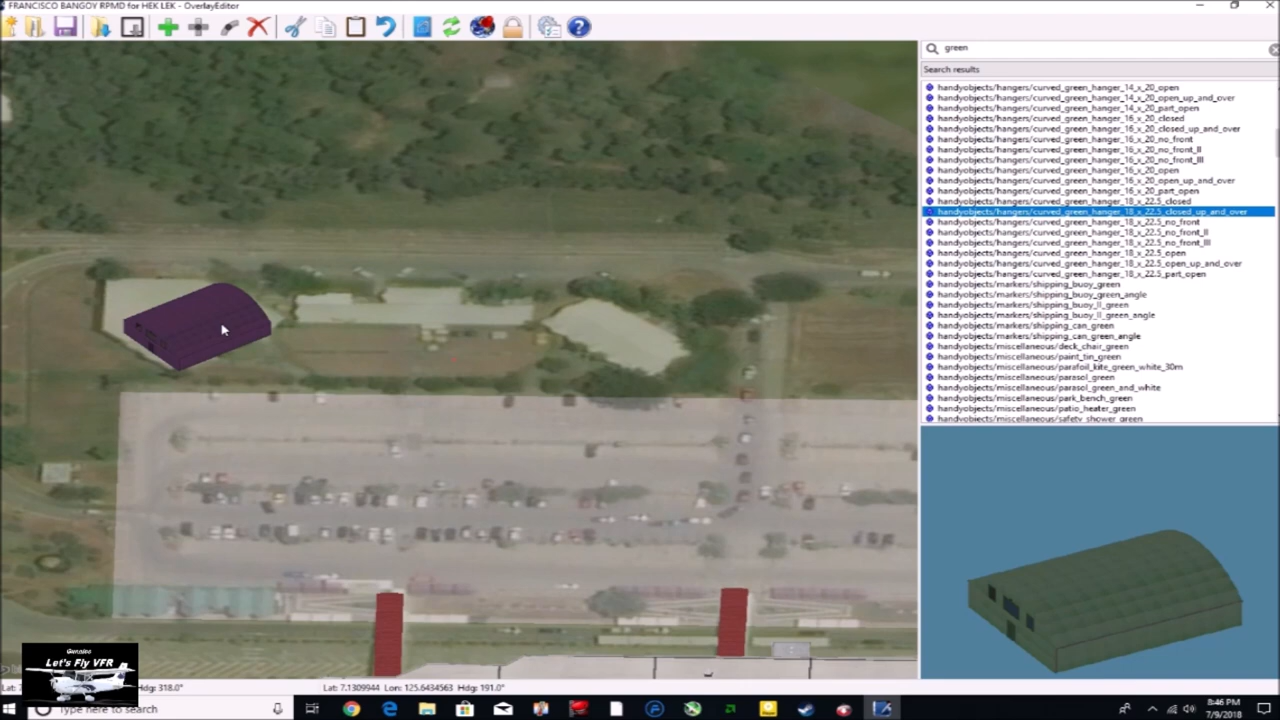 FRANCISCO BANGOY RPMD for HEK LEK - OverlayEditor
green
Search results
handyobjects/hangers/curved_green_hanger_14_x_20_open
handyobjects/hangers/curved_green_hanger_14_x_20_open_up_and_over
handyobjects/hangers/curved_green_hanger_14_x_20_part_open
handyobjects/hangers/curved_green_hanger_16_x_20_closed
handyobjects/hangers/curved_green_hanger_16_x_20_closed_up_and_over
handyobjects/hangers/curved_green_hanger_16_x_20_no_front
handyobjects/hangers/curved_green_hanger_16_x_20_no_front_II
handyobjects/hangers/curved_green_hanger_16_x_20_no_front_III
handyobjects/hangers/curved_green_hanger_16_x_20_open
handyobjects/hangers/curved_green_hanger_16_x_20_open_up_and_over
handyobjects/hangers/curved_green_hanger_16_x_20_part_open
handyobjects/hangers/curved_green_hanger_18_x_22.5_closed
handyobjects/hangers/curved_green_hanger_18_x_22.5_closed_up_and_over
handyobjects/hangers/curved_green_hanger_18_x_22.5_no_front
handyobjects/hangers/curved_green_hanger_18_x_22.5_no_front_II
handyobjects/hangers/curved_green_hanger_18_x_22.5_no_front_III
handyobjects/hangers/curved_green_hanger_18_x_22.5_open
handyobjects/hangers/curved_green_hanger_18_x_22.5_open_up_and_over
handyobjects/hangers/curved_green_hanger_18_x_22.5_part_open
handyobjects/markers/shipping_buoy_green
handyobjects/markers/shipping_buoy_green_angle
handyobjects/markers/shipping_buoy_II_green
handyobjects/markers/shipping_buoy_II_green_angle
handyobjects/markers/shipping_can_green
handyobjects/markers/shipping_can_green_angle
handyobjects/miscellaneous/deck_chair_green
handyobjects/miscellaneous/paint_tin_green
handyobjects/miscellaneous/parafoil_kite_green_white_30m
handyobjects/miscellaneous/parasol_green
handyobjects/miscellaneous/parasol_green_and_white
handyobjects/miscellaneous/park_bench_green
handyobjects/miscellaneous/patio_heater_green
handyobjects/miscellaneous/safety_shower_green
Let's Fly VFR
Lat: 7. Hdg: 318.0° Lat: 7.1309944 Lon: 125.6434563 Hdg: 191.0°
Type here to search
8:46 PM
7/9/2018